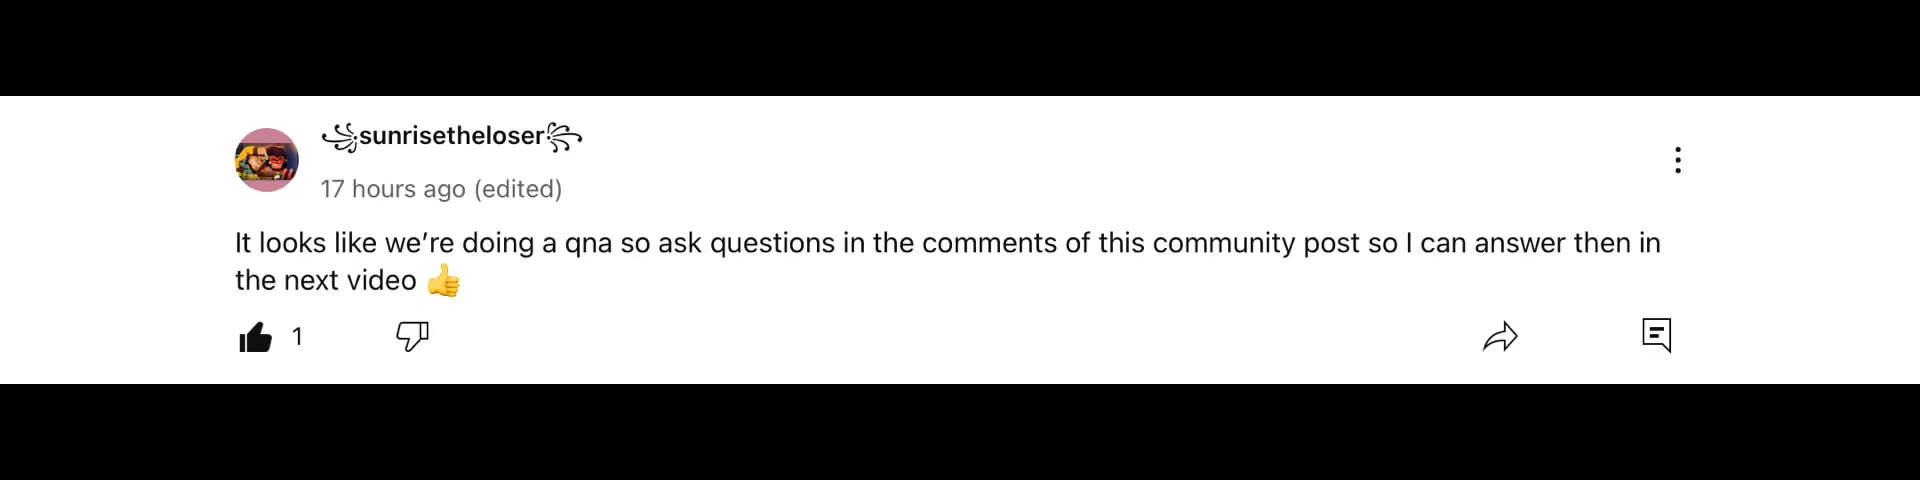 ꧁sunrisetheloser꧂
17 hours ago (edited)
It looks like we’re doing a qna so ask questions in the comments of this community post so I can answer then in
the next video 👍
1